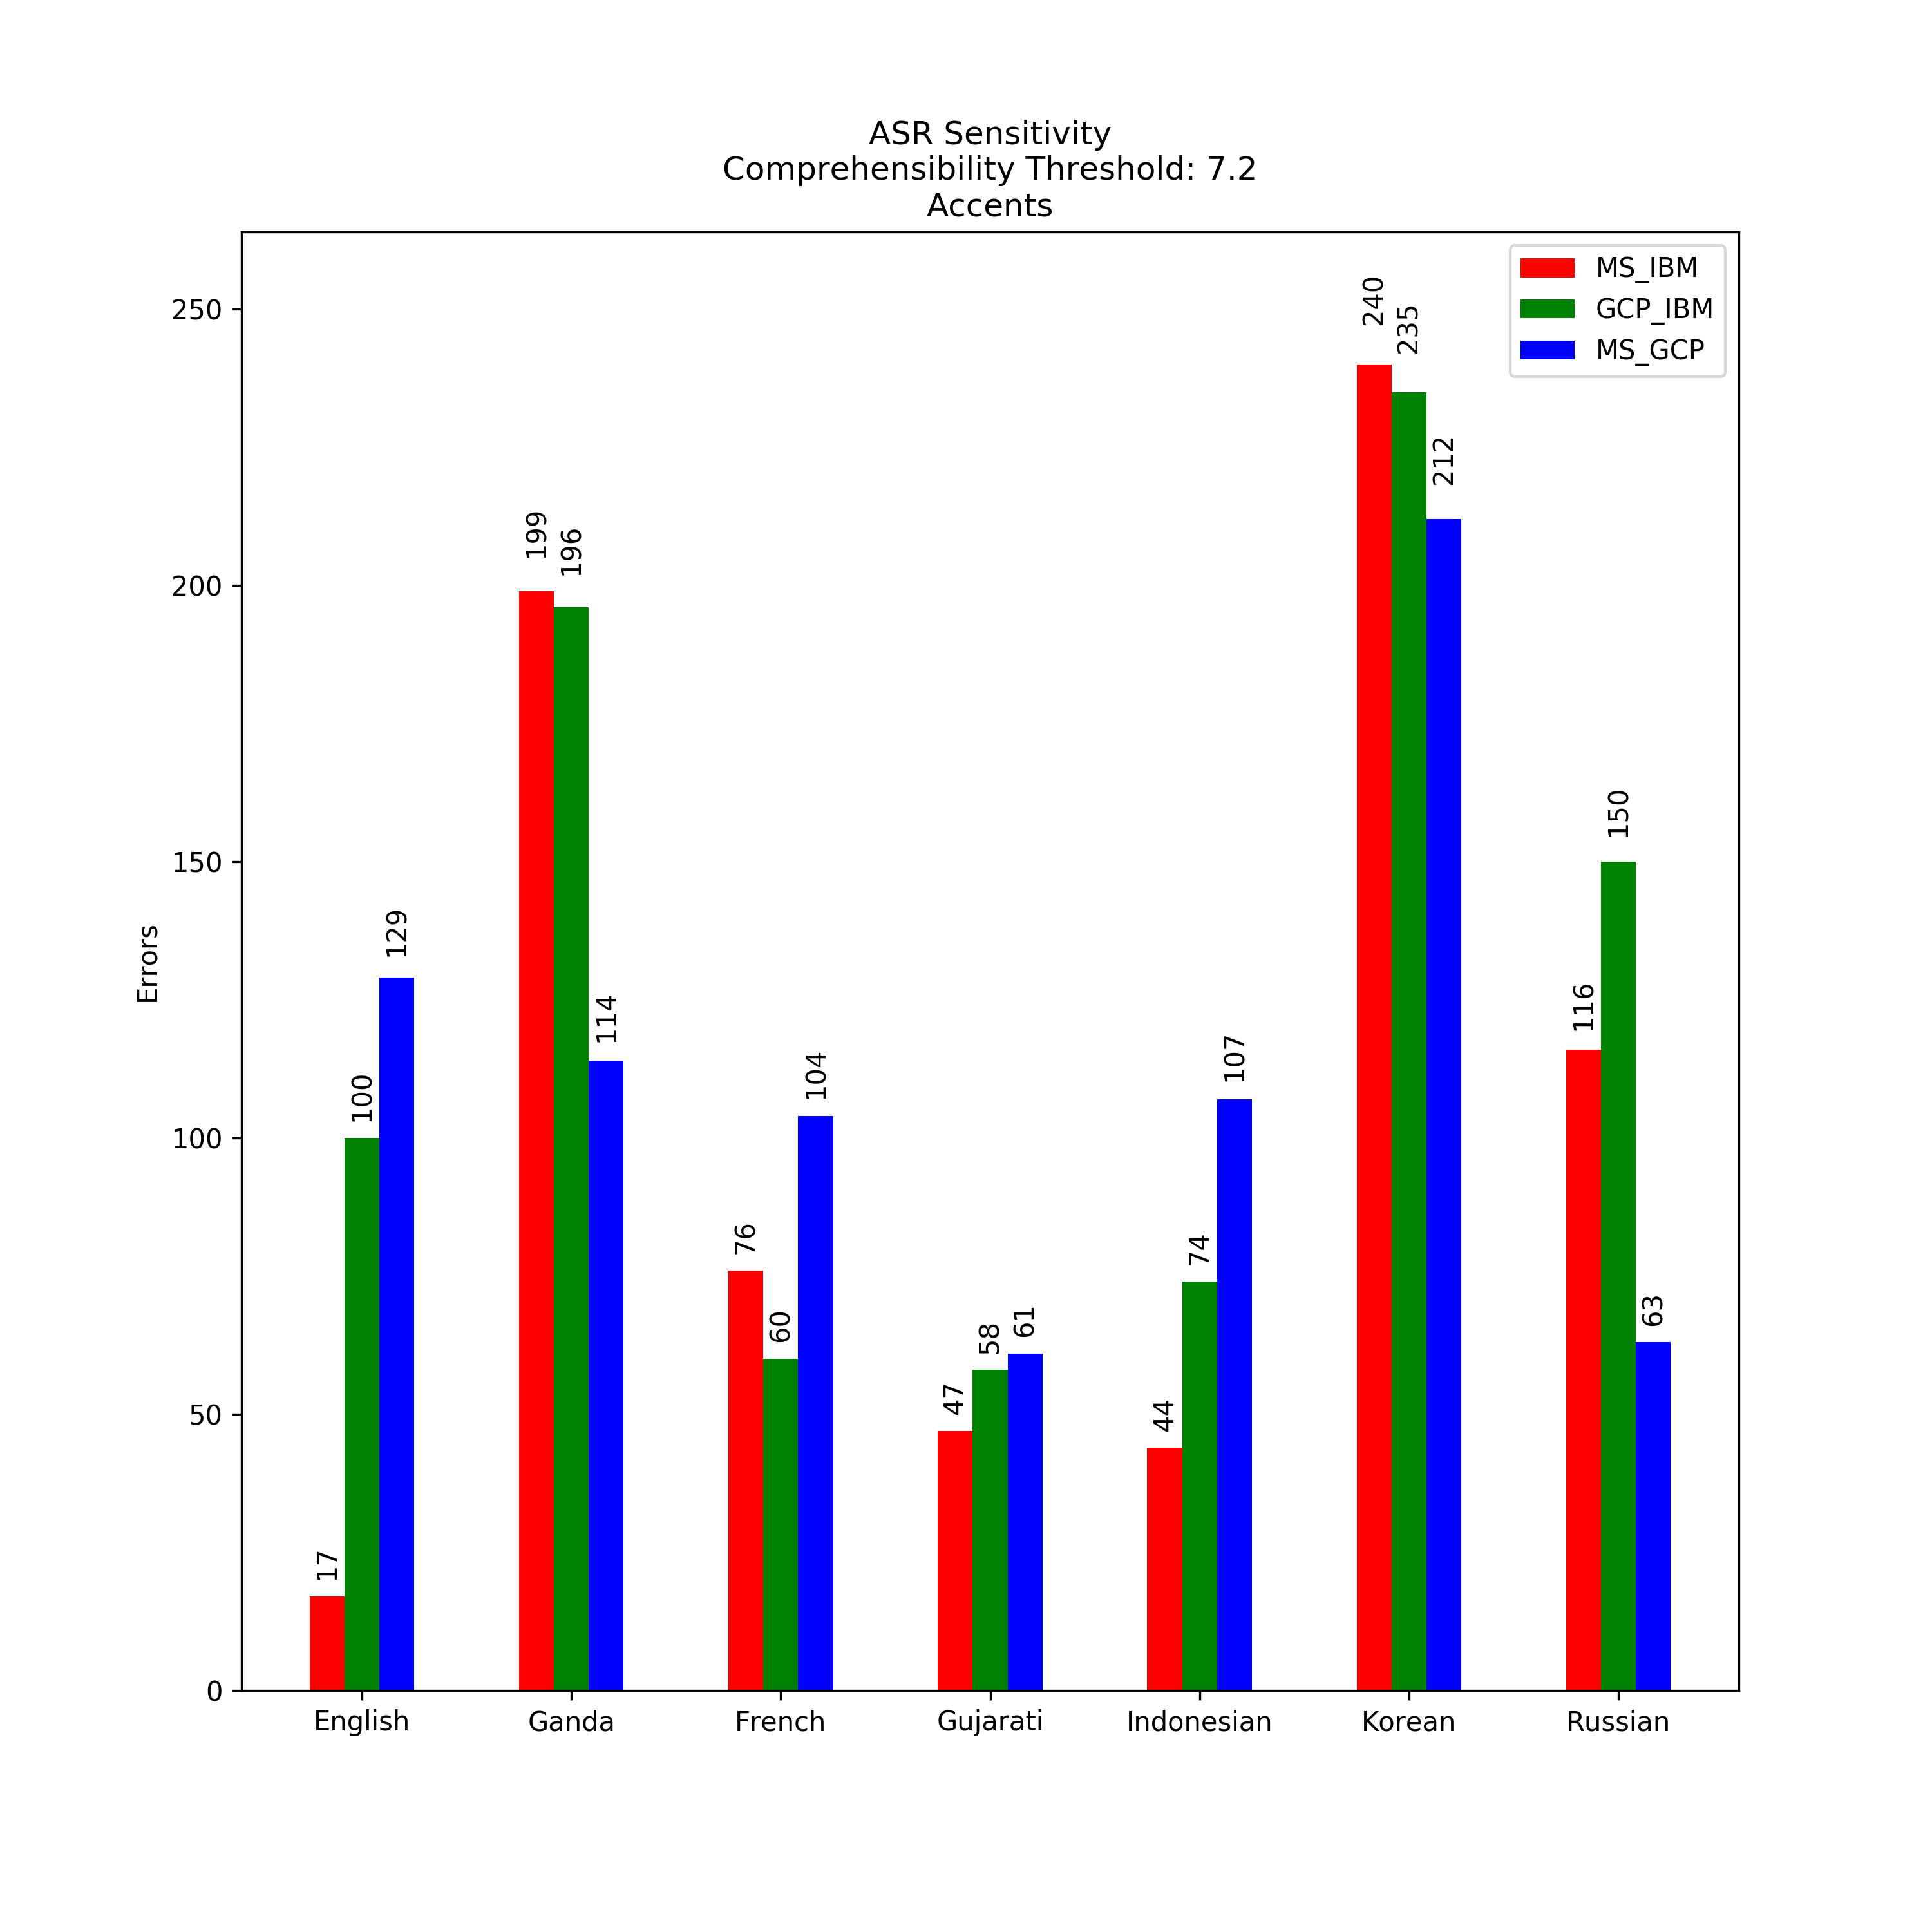 ASR Sensitivity
Comprehensibility Threshold: 7.2
Accents
MS_IBM
GCP_IBM
MS_GCP
Errors
250
200
150
100
50
0
17
100
129
199
196
114
76
60
104
47
58
61
44
74
107
240
235
212
116
150
63
English
Ganda
French
Gujarati
Indonesian
Korean
Russian